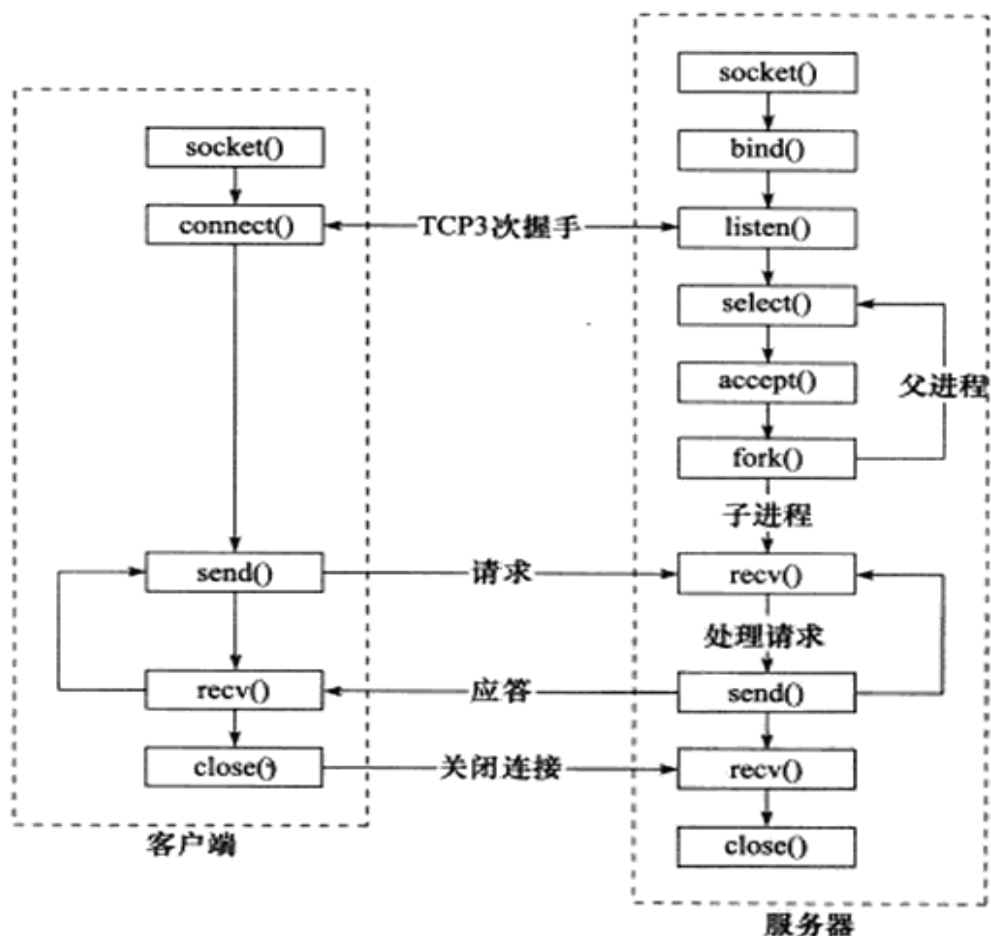 socket()
connect()
send()
recv()
close()
客户端
TCP3次握手
请求
应答
关闭连接
socket()
bind()
listen()
select()
accept()
fork()
父进程
子进程
recv()
处理请求
send()
recv()
close()
服务器